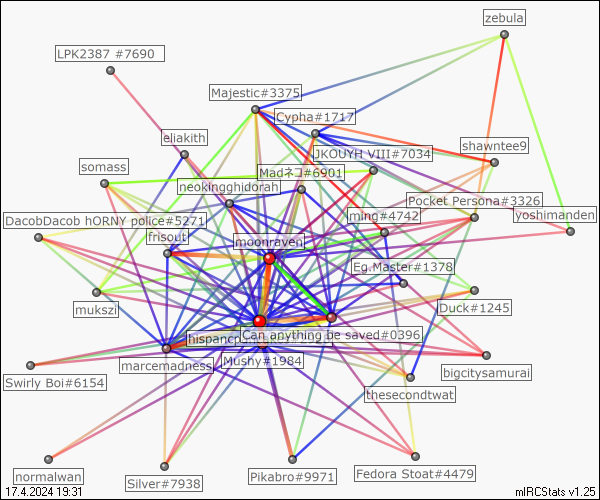 zebula
LPK2387 #7690
Majestic#3375
Cypha#1717
eliakith
shawntee9
JKOUYH VIII#7034
somass
Madネコ#6901
neokingghidorah
Pocket Persona#3326
DacobDacob hORNY police#5271
ming#4742
yoshimanden
frisout
moonraven
Eg.Master#1378
mukszi
Duck#1245
Can anything be saved#0396
marcemadness
Mushy#1984
bigcitysamurai
Swirly Boi#6154
thesecondtwat
normalwan
Silver#7938
Pikabro#9971
Fedora Stoat#4479
17.4.2024 19:31
mIRCStats v1.25